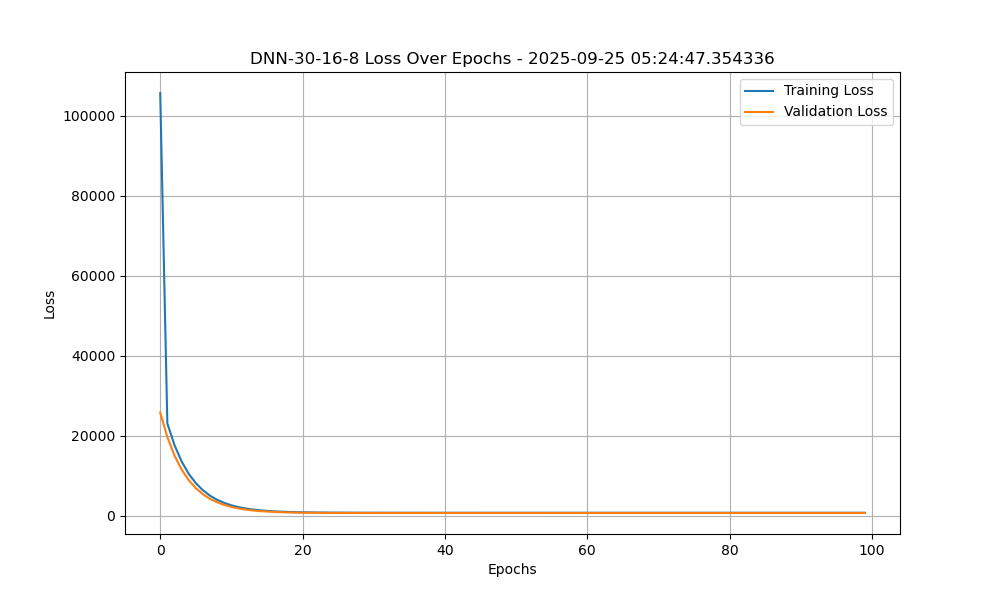 DNN-30-16-8 Loss Over Epochs - 2025-09-25 05:24:47.354336
Training Loss
Validation Loss
100000
80000
60000
40000
20000
0
Loss
0 20 40 60 80 100
Epochs